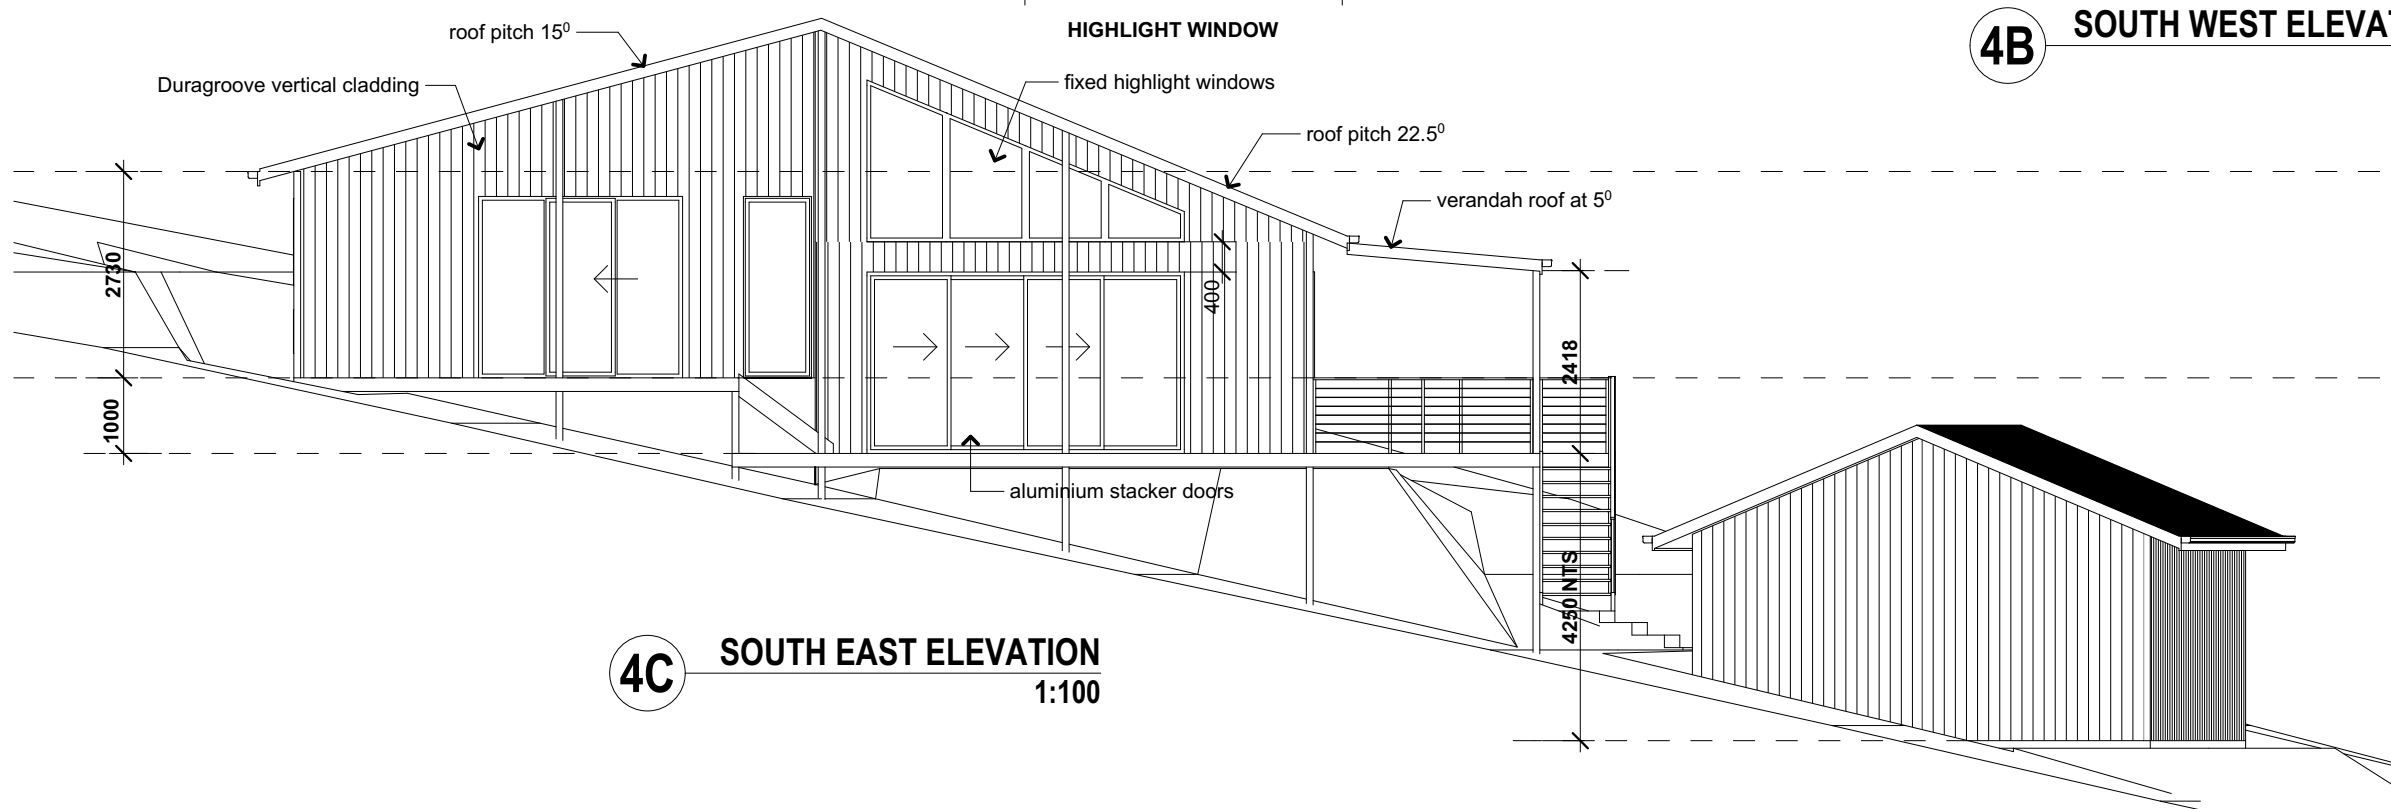 HIGHLIGHT WINDOW
4B
SOUTH WEST ELEVAT
roof pitch 15⁰
Duragroove vertical cladding
fixed highlight windows
roof pitch 22.5⁰
verandah roof at 5⁰
2730
400
2418
1000
aluminium stacker doors
4250 NTS
4C
SOUTH EAST ELEVATION
1:100